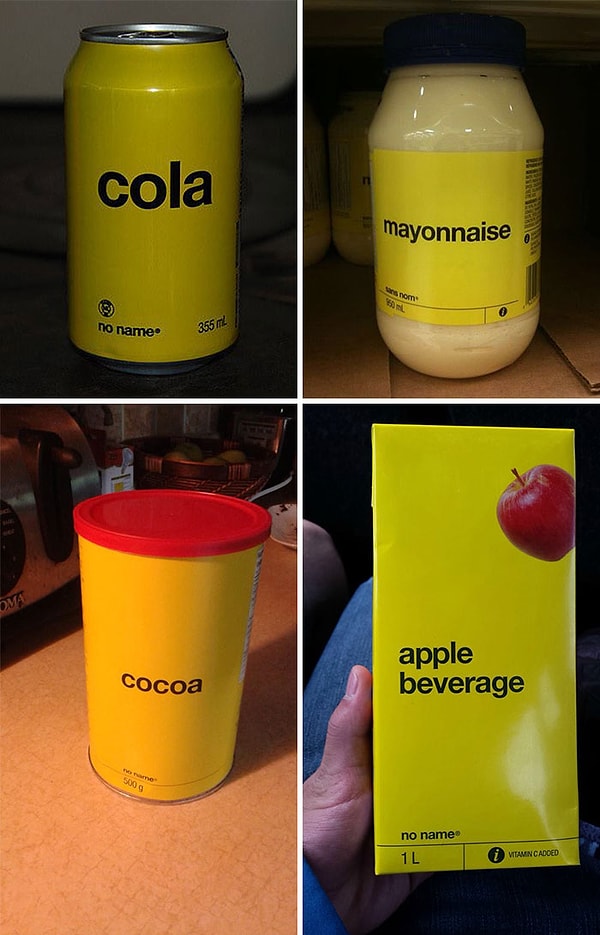 cola
no name®
355 mL
mayonnaise
sans nom®
950 mL
i
cocoa
no name®
500 g
apple
beverage
no name®
1 L
i VITAMIN C ADDED